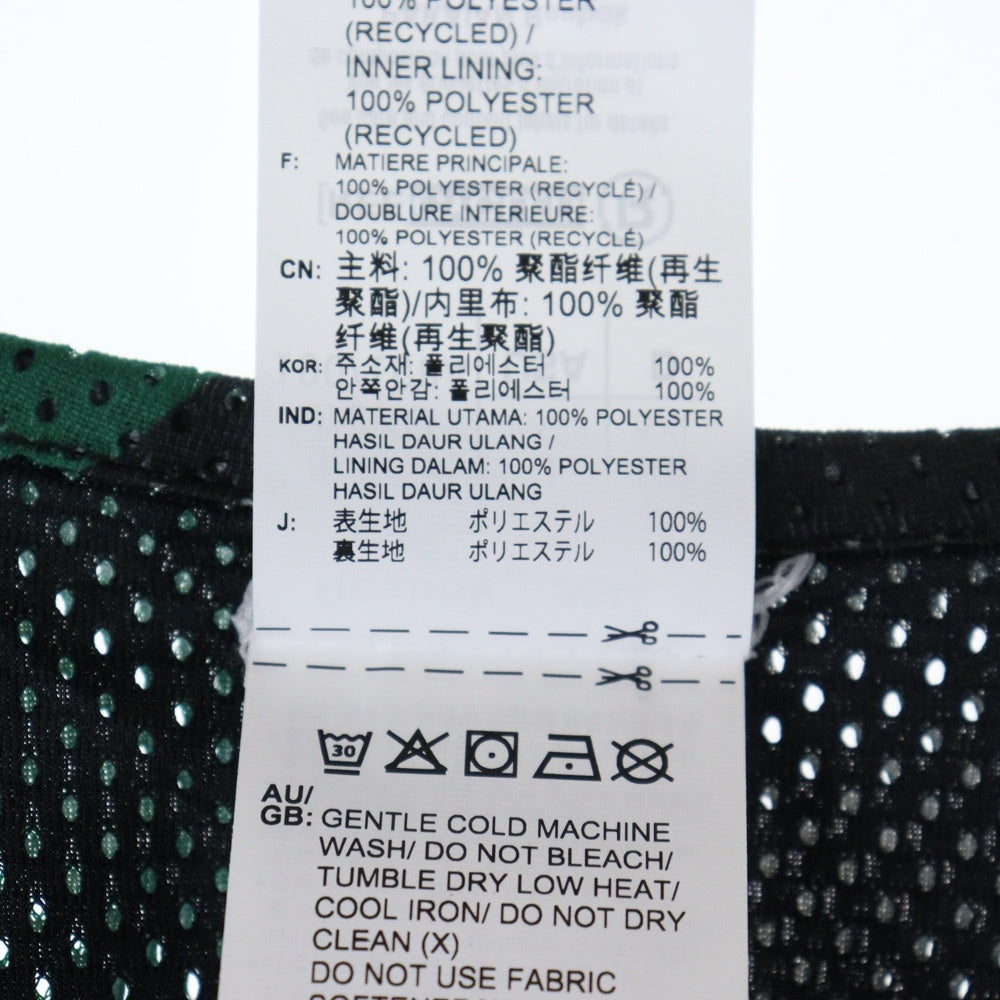 100% POLYESTER
(RECYCLED) /
INNER LINING:
100% POLYESTER
(RECYCLED)
F: MATIERE PRINCIPALE:
100% POLYESTER (RECYCLÉ) /
DOUBLURE INTERIEURE:
100% POLYESTER (RECYCLÉ)
CN: 主料: 100% 聚酯纤维(再生
聚酯)/内里布: 100% 聚酯
纤维(再生聚酯)
KOR: 주소재: 폴리에스터 100%
안쪽안감: 폴리에스터 100%
IND: MATERIAL UTAMA: 100% POLYESTER
HASIL DAUR ULANG /
LINING DALAM: 100% POLYESTER
HASIL DAUR ULANG
J: 表生地 ポリエステル 100%
裏生地 ポリエステル 100%
30
AU/
GB: GENTLE COLD MACHINE
WASH/ DO NOT BLEACH/
TUMBLE DRY LOW HEAT/
COOL IRON/ DO NOT DRY
CLEAN (X)
DO NOT USE FABRIC